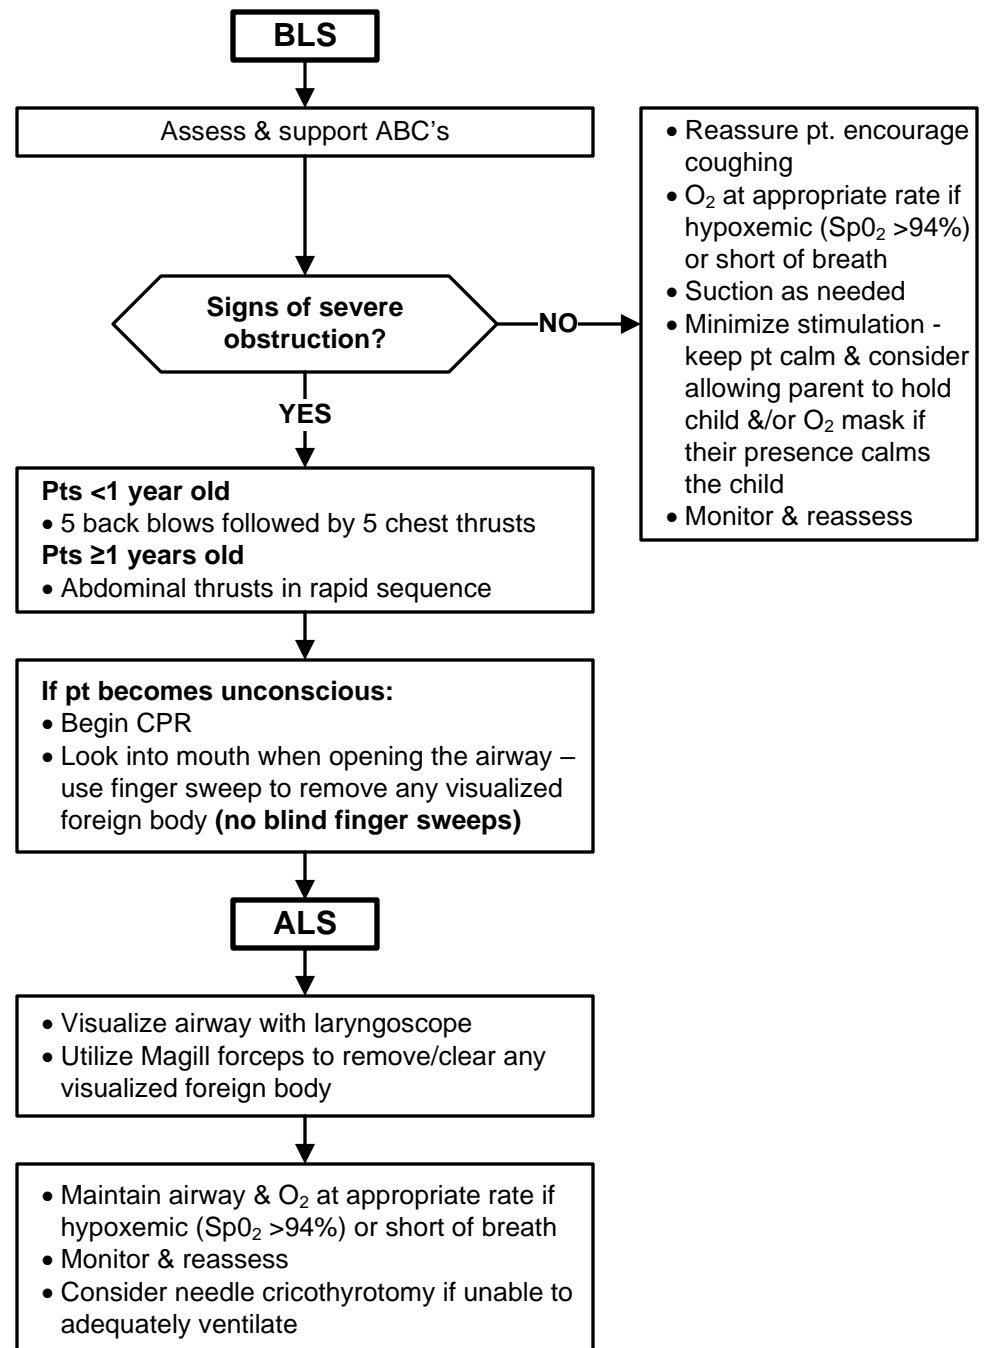 BLS
Assess & support ABC's
Signs of severe
obstruction?
NO
• Reassure pt. encourage
coughing
• O₂ at appropriate rate if
hypoxemic (Sp0₂ >94%)
or short of breath
• Suction as needed
• Minimize stimulation -
keep pt calm & consider
allowing parent to hold
child &/or O₂ mask if
their presence calms
the child
• Monitor & reassess
YES
Pts <1 year old
• 5 back blows followed by 5 chest thrusts
Pts ≥1 years old
• Abdominal thrusts in rapid sequence
If pt becomes unconscious:
• Begin CPR
• Look into mouth when opening the airway –
use finger sweep to remove any visualized
foreign body (no blind finger sweeps)
ALS
• Visualize airway with laryngoscope
• Utilize Magill forceps to remove/clear any
visualized foreign body
• Maintain airway & O₂ at appropriate rate if
hypoxemic (Sp0₂ >94%) or short of breath
• Monitor & reassess
• Consider needle cricothyrotomy if unable to
adequately ventilate